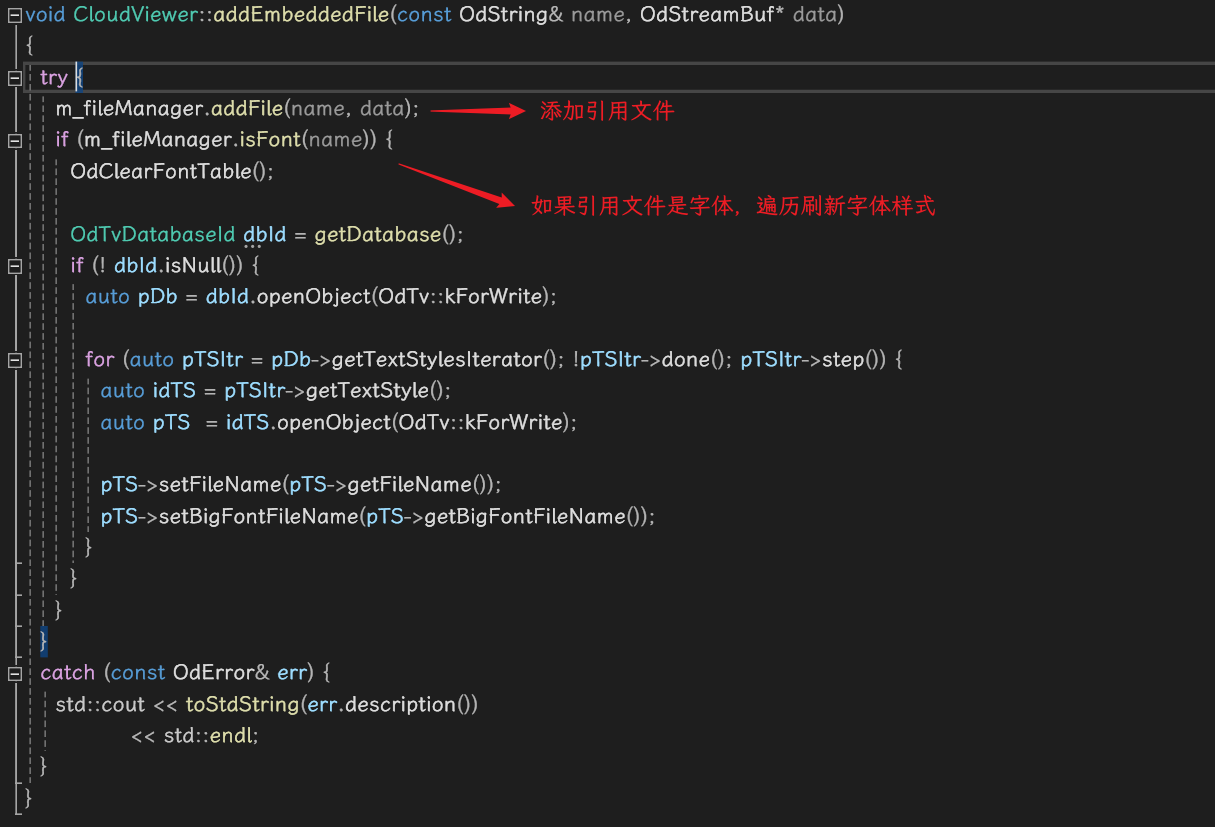 void CloudViewer::addEmbeddedFile(const OdString& name, OdStreamBuf* data)
{
try {
m_fileManager.addFile(name, data); 添加引用文件
if (m_fileManager.isFont(name)) {
OdClearFontTable();
如果引用文件是字体，遍历刷新字体样式
OdTvDatabaseId dbId = getDatabase();
if (! dbId.isNull()) {
auto pDb = dbId.openObject(OdTv::kForWrite);
for (auto pTSItr = pDb->getTextStylesIterator(); !pTSItr->done(); pTSItr->step()) {
auto idTS = pTSItr->getTextStyle();
auto pTS  = idTS.openObject(OdTv::kForWrite);
pTS->setFileName(pTS->getFileName());
pTS->setBigFontFileName(pTS->getBigFontFileName());
}
}
}
}
catch (const OdError& err) {
std::cout << toStdString(err.description())
<< std::endl;
}
}